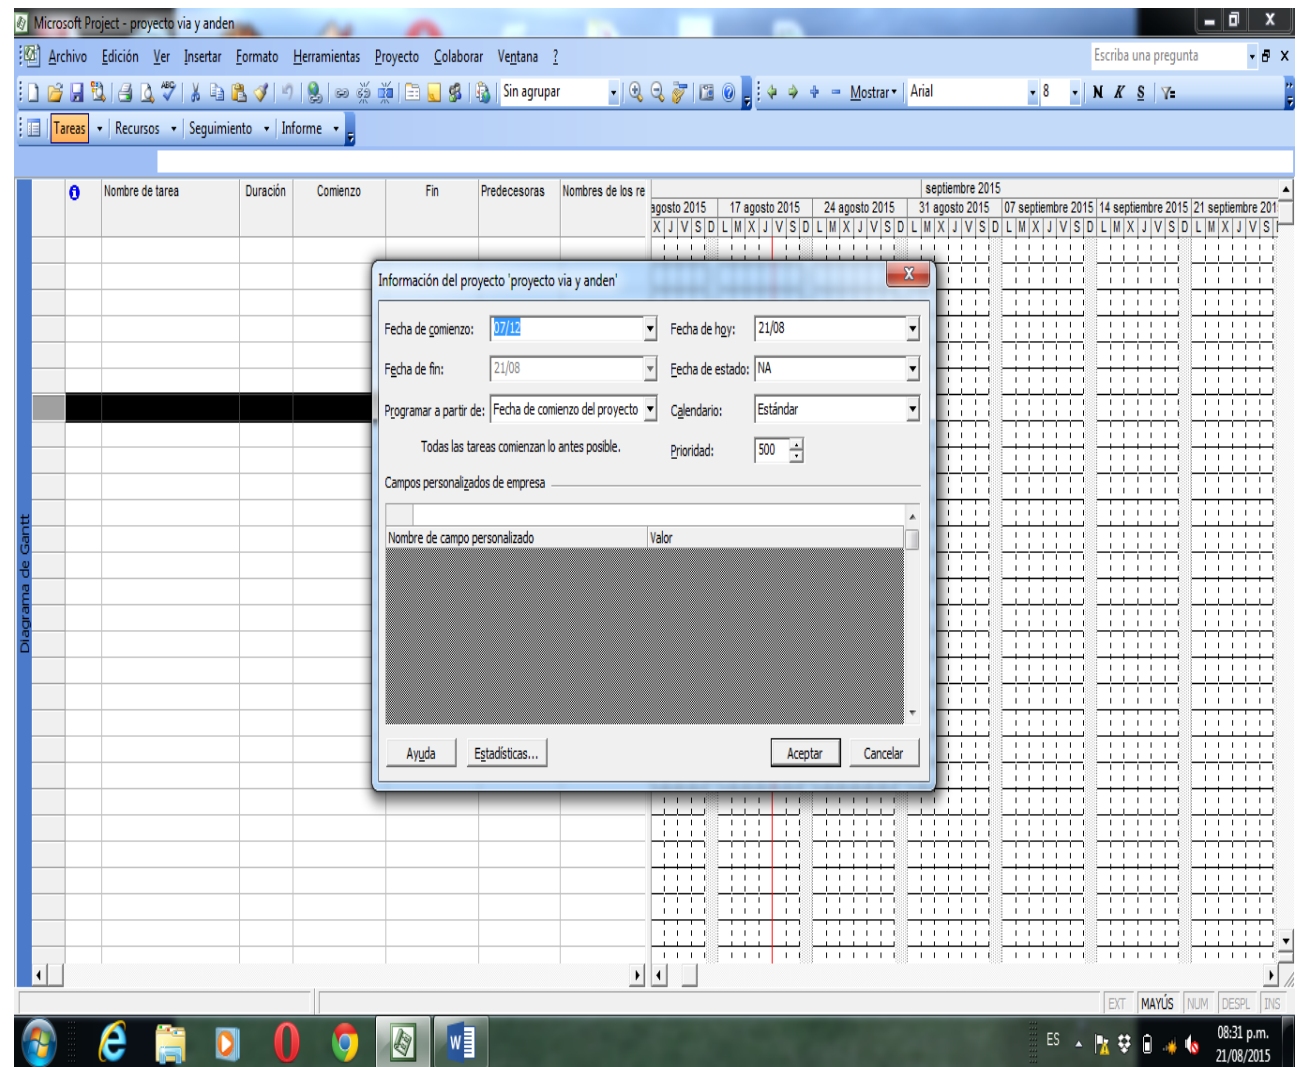 Microsoft Project - proyecto via y anden
Archivo Edición Ver Insertar Formato Herramientas Proyecto Colaborar Ventana ? Escriba una pregunta
Sin agrupar Mostrar Arial 8 N K S
Tareas Recursos Seguimiento Informe
Nombre de tarea Duración Comienzo Fin Predecesoras Nombres de los re
septiembre 2015
agosto 2015 17 agosto 2015 24 agosto 2015 31 agosto 2015 07 septiembre 2015 14 septiembre 2015 21 septiembre 201
X J V S D L M X J V S D L M X J V S D L M X J V S D L M X J V S D L M X J V S D L M X J V S
Información del proyecto 'proyecto via y anden'
Fecha de comienzo: 07/12 Fecha de hoy: 21/08
Fecha de fin: 21/08 Fecha de estado: NA
Programar a partir de: Fecha de comienzo del proyecto Calendario: Estándar
Todas las tareas comienzan lo antes posible. Prioridad: 500
Campos personalizados de empresa
Nombre de campo personalizado Valor
Ayuda Estadísticas... Aceptar Cancelar
Diagrama de Gantt
EXT MAYÚS NUM DESPL INS
ES 08:31 p.m.
21/08/2015